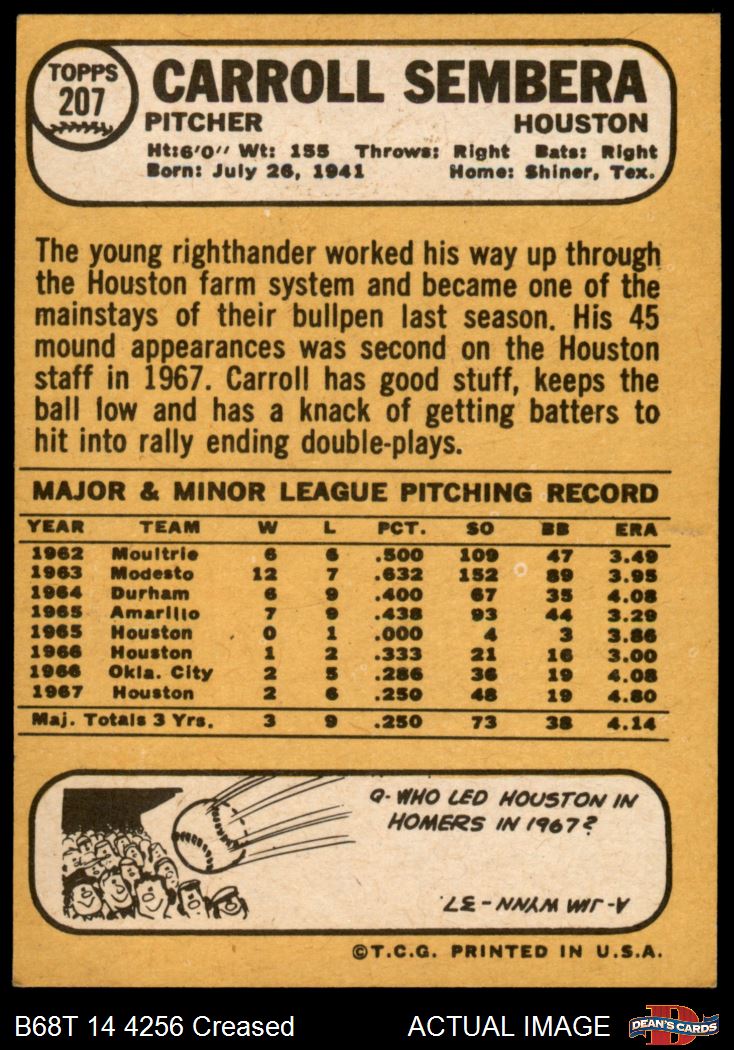 TOPPS
207
CARROLL SEMBERA
PITCHER HOUSTON
Ht:6'0" Wt: 155 Throws: Right Bats: Right
Born: July 26, 1941 Home: Shiner, Tex.
The young righthander worked his way up through
the Houston farm system and became one of the
mainstays of their bullpen last season. His 45
mound appearances was second on the Houston
staff in 1967. Carroll has good stuff, keeps the
ball low and has a knack of getting batters to
hit into rally ending double-plays.
MAJOR & MINOR LEAGUE PITCHING RECORD
YEAR TEAM W L PCT. SO BB ERA
1962 Moultrie 6 6 .500 109 47 3.49
1963 Modesto 12 7 .632 152 89 3.95
1964 Durham 6 9 .400 67 35 4.08
1965 Amarillo 7 9 .438 93 44 3.29
1965 Houston 0 1 .000 4 3 3.86
1966 Houston 1 2 .333 21 16 3.00
1966 Okla. City 2 5 .286 36 19 4.08
1967 Houston 2 6 .250 48 19 4.80
Maj. Totals 3 Yrs. 3 9 .250 73 38 4.14
Q-WHO LED HOUSTON IN
HOMERS IN 1967?
A-JIM WYNN-37.
©T.C.G. PRINTED IN U.S.A.
B68T 14 4256 Creased ACTUAL IMAGE
DEAN'S CARDS